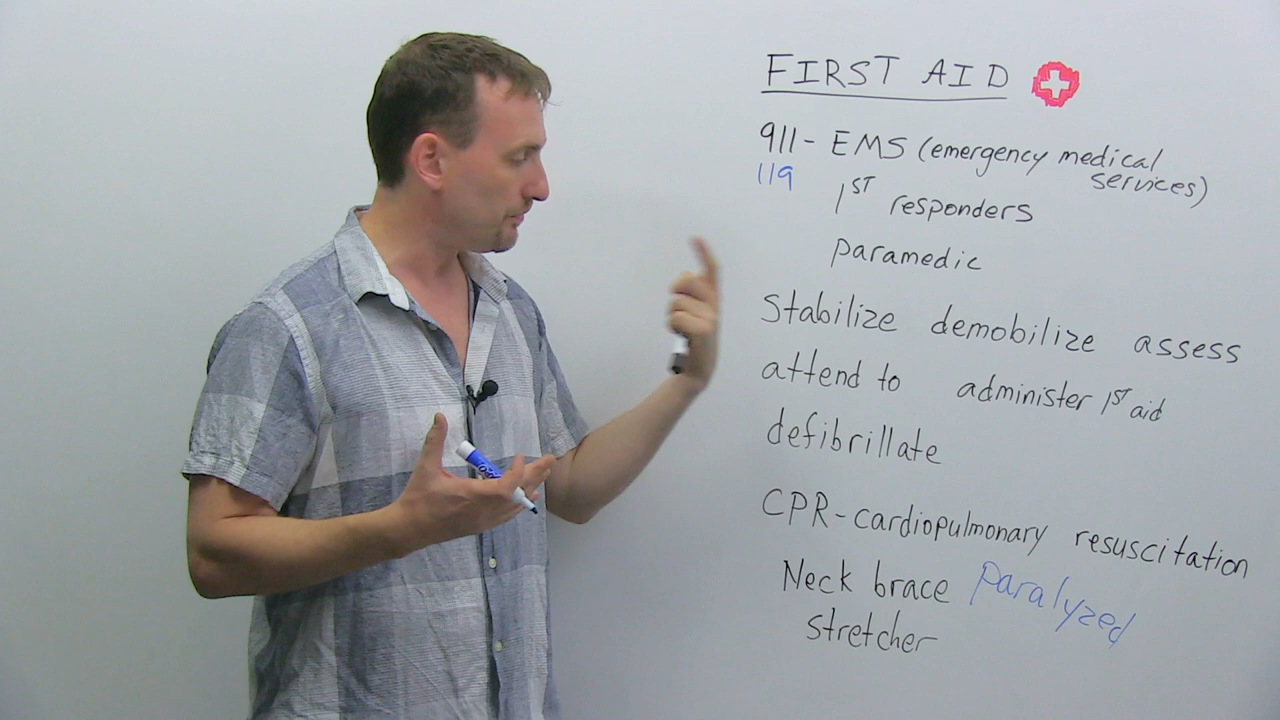 FIRST AID
911- EMS (emergency medical
services)
119
1ST responders
paramedic
Stabilize demobilize assess
attend to administer 1ST aid
defibrillate
CPR-cardiopulmonary resuscitation
Neck brace paralyzed
stretcher